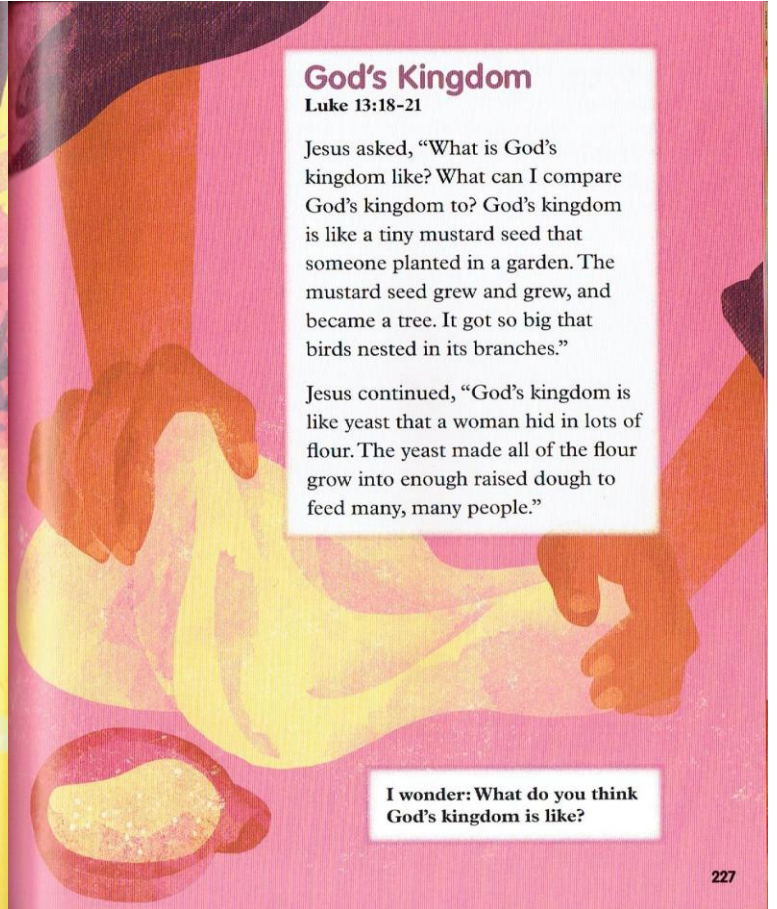 God's Kingdom
Luke 13:18-21
Jesus asked, “What is God’s
kingdom like? What can I compare
God’s kingdom to? God’s kingdom
is like a tiny mustard seed that
someone planted in a garden. The
mustard seed grew and grew, and
became a tree. It got so big that
birds nested in its branches.”
Jesus continued, “God’s kingdom is
like yeast that a woman hid in lots of
flour. The yeast made all of the flour
grow into enough raised dough to
feed many, many people.”
I wonder: What do you think
God’s kingdom is like?
227